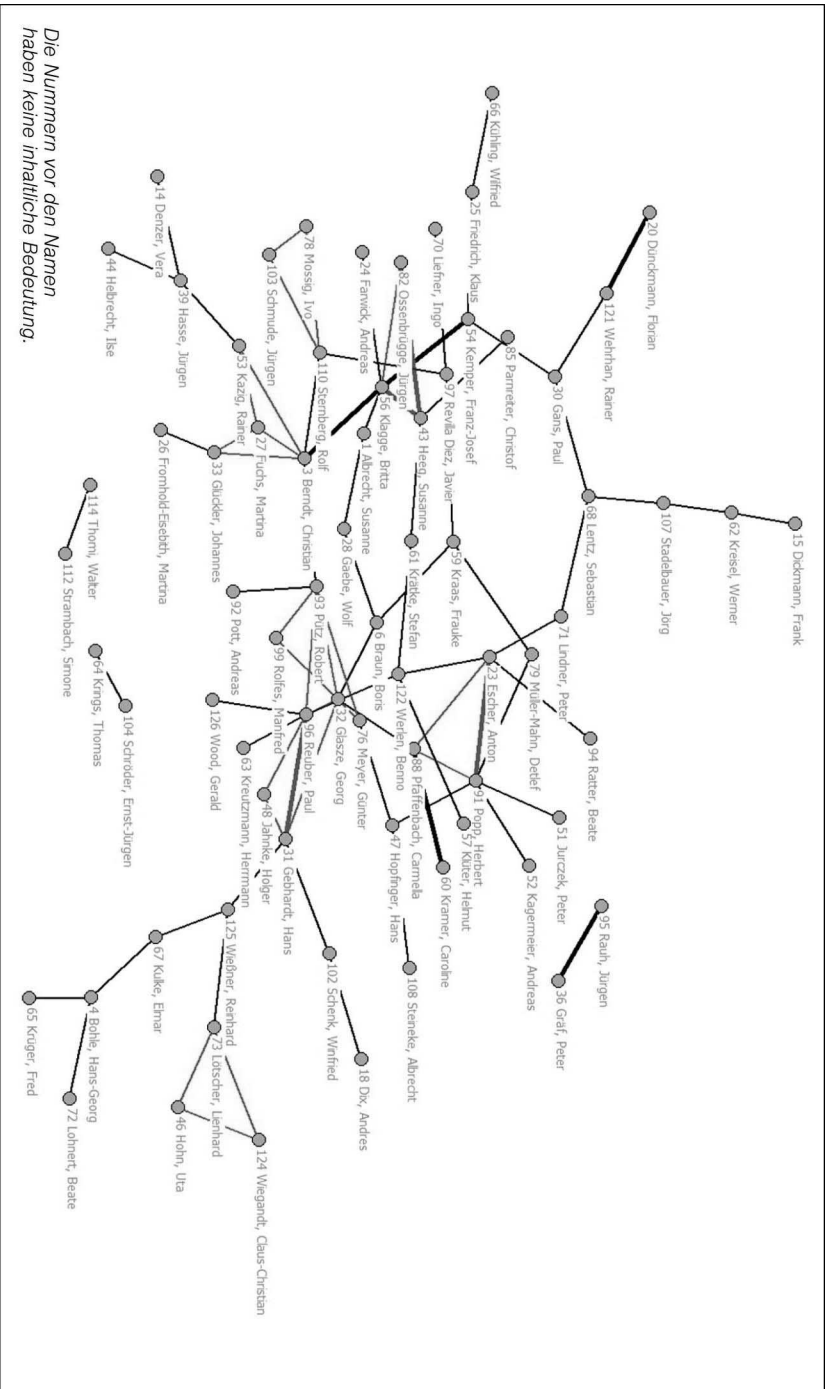 15 Dickmann, Frank
62 Kreisel, Werner
107 Stadelbauer, Jörg
20 Dünckmann, Florian
121 Wehrhan, Rainer
95 Rauh, Jürgen
94 Ratter, Beate
68 Lentz, Sebastian
71 Lindner, Peter
51 Jurczek, Peter
36 Gräf, Peter
30 Gans, Paul
79 Müller-Mahn, Detlef
52 Kagermeier, Andreas
85 Parnreiter, Christof
66 Kühling, Wilfried
23 Escher, Anton
91 Popp, Herbert
25 Friedrich, Klaus
54 Kemper, Franz-Josef
57 Klüter, Helmut
59 Kraas, Frauke
97 Revilla Diez, Javier
60 Kramer, Caroline
70 Liefner, Ingo
43 Heeg, Susanne
88 Pfaffenbach, Carmella
61 Krätke, Stefan
108 Steineke, Albrecht
82 Ossenbrügge, Jürgen
122 Werlen, Benno
47 Hopfinger, Hans
56 Klagge, Britta
6 Braun, Boris
1 Albrecht, Susanne
24 Farwick, Andreas
18 Dix, Andres
76 Meyer, Günter
28 Gaebe, Wolf
32 Glasze, Georg
102 Schenk, Winfried
110 Sternberg, Rolf
93 Pütz, Robert
78 Mossig, Ivo
96 Reuber, Paul
3 Berndt, Christian
31 Gebhardt, Hans
99 Rolfes, Manfred
103 Schmude, Jürgen
48 Jahnke, Holger
124 Wiegandt, Claus-Christian
27 Fuchs, Martina
63 Kreutzmann, Herrmann
53 Kazig, Rainer
92 Pott, Andreas
125 Wießner, Reinhard
33 Glückler, Johannes
73 Lötscher, Lienhard
126 Wood, Gerald
39 Hasse, Jürgen
46 Hohn, Uta
26 Fromhold-Eisebith, Martina
14 Denzer, Vera
67 Kulke, Elmar
104 Schröder, Ernst-Jürgen
44 Helbrecht, Ilse
64 Krings, Thomas
4 Bohle, Hans-Georg
114 Thomi, Walter
72 Lohnert, Beate
112 Strambach, Simone
65 Krüger, Fred
Die Nummern vor den Namen
haben keine inhaltliche Bedeutung.